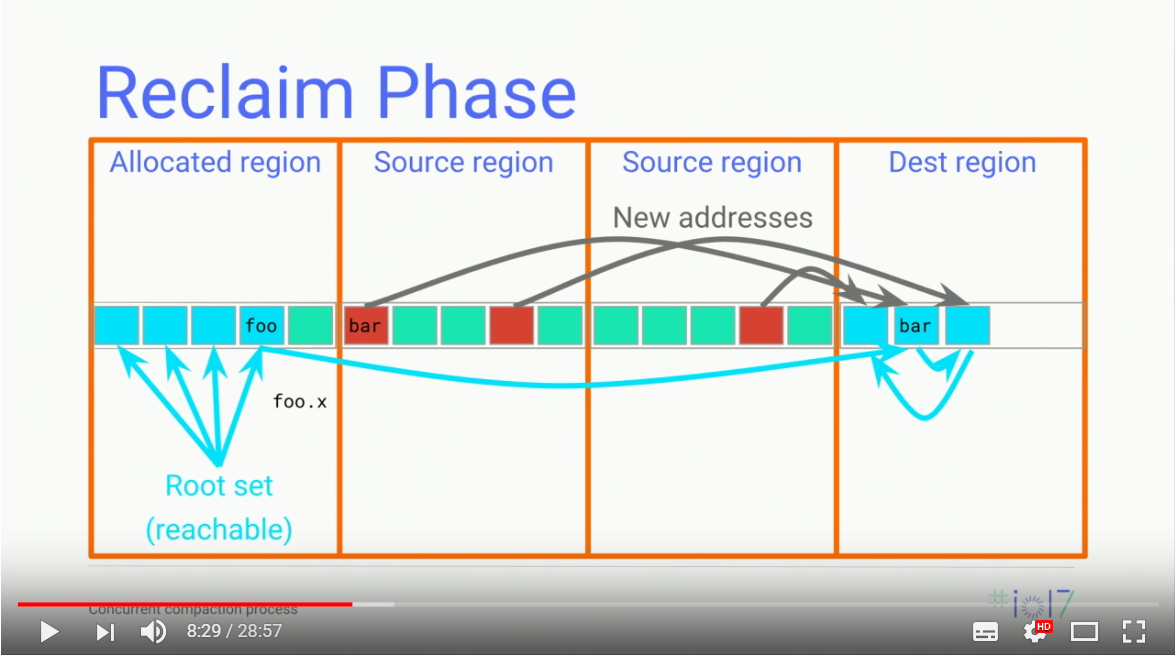 Reclaim Phase
Allocated region
Source region
Source region
Dest region
New addresses
foo
bar
bar
foo.x
Root set
(reachable)
Concurrent compaction process
#io17
8:29 / 28:57
HD